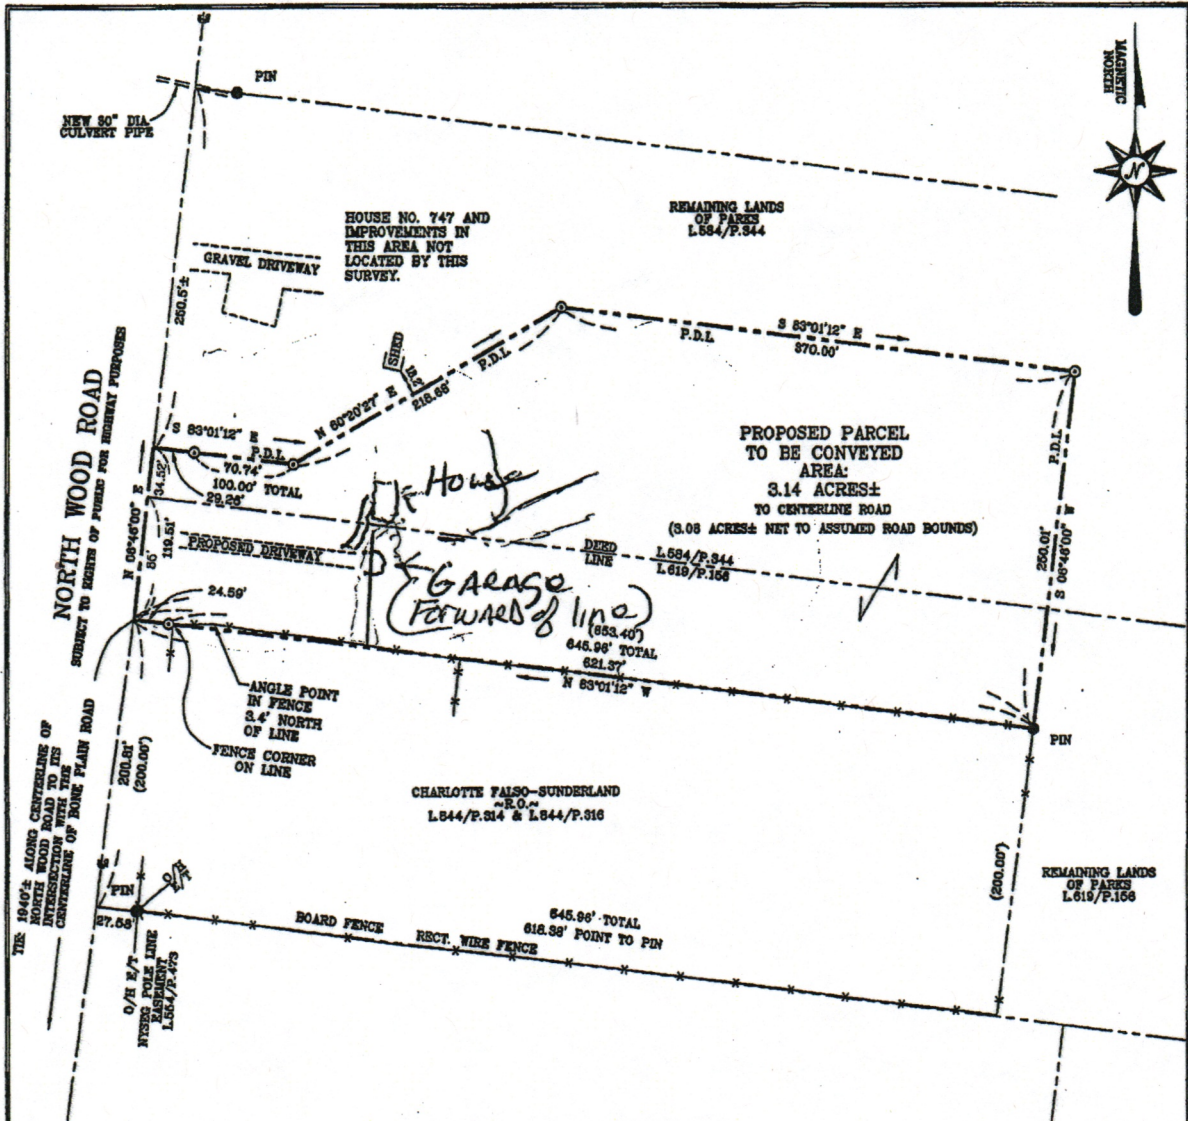 PIN
MAGNETIC
NORTH
NEW 30" DIA.
CULVERT PIPE
REMAINING LANDS
OF PARKS
L.584/P.344
HOUSE NO. 747 AND
IMPROVEMENTS IN
THIS AREA NOT
LOCATED BY THIS
SURVEY.
GRAVEL DRIVEWAY
250.5'±
N
NORTH WOOD ROAD
SUBJECT TO RIGHTS OF PUBLIC FOR HIGHWAY PURPOSES
SHED
P.D.L.
S 83°01'12" E
370.00'
P.D.L.
N 60°20'27" E
218.68'
S 83°01'12" E
P.D.L.
70.74'
100.00' TOTAL
29.26'
34.52'
PROPOSED PARCEL
TO BE CONVEYED
AREA:
3.14 ACRES±
TO CENTERLINE ROAD
(3.08 ACRES± NET TO ASSUMED ROAD BOUNDS)
P.D.L.
250.01'
S 06°46'00" W
House
N 06°46'00" E
119.51'
85'
PROPOSED DRIVEWAY
DEED
LINE
L.584/P.344
L.619/P.156
GARAGE
(FORWARD of line)
24.59'
(653.40')
645.96' TOTAL
621.37'
N 83°01'12" W
ANGLE POINT
IN FENCE
3.4' NORTH
OF LINE
FENCE CORNER
ON LINE
PIN
200.81'
(200.00')
TIE: 1940'± ALONG CENTERLINE OF
NORTH WOOD ROAD TO ITS
INTERSECTION WITH THE
CENTERLINE OF BONE PLAIN ROAD
CHARLOTTE FALSO-SUNDERLAND
~R.O.~
L.844/P.314 & L.844/P.316
(200.00')
REMAINING LANDS
OF PARKS
L.619/P.156
PIN
O/H
E/T
27.58'
BOARD FENCE
RECT. WIRE FENCE
645.96' TOTAL
618.38' POINT TO PIN
O/H E/T
NYSEG POLE LINE
EASEMENT
L.554/P.473